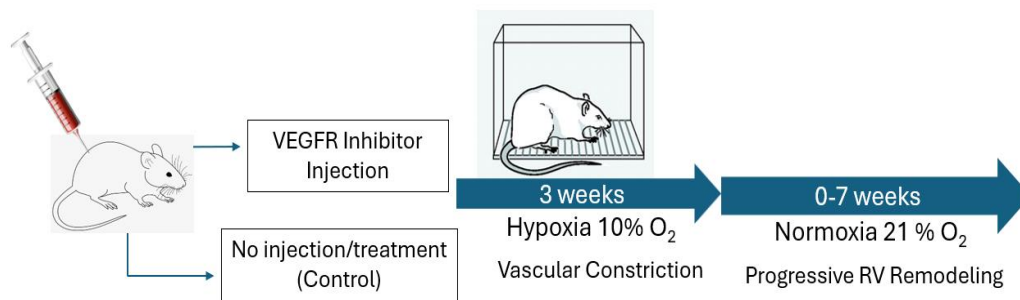 VEGFR Inhibitor
Injection
No injection/treatment
(Control)
3 weeks
Hypoxia 10% O₂
Vascular Constriction
0-7 weeks
Normoxia 21 % O₂
Progressive RV Remodeling